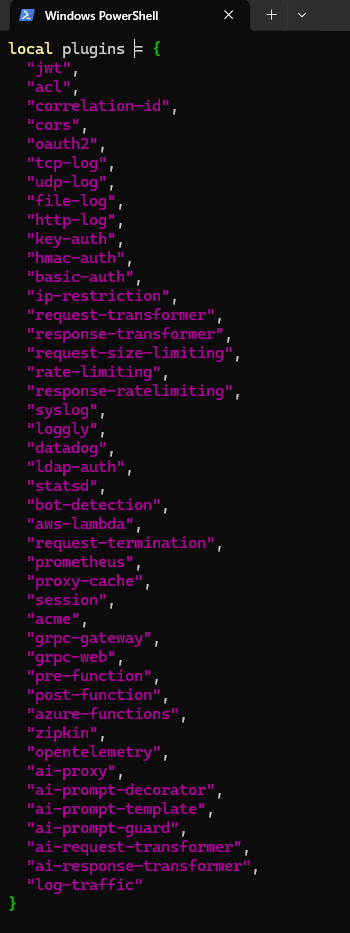 Windows PowerShell
local plugins = {
  "jwt",
  "acl",
  "correlation-id",
  "cors",
  "oauth2",
  "tcp-log",
  "udp-log",
  "file-log",
  "http-log",
  "key-auth",
  "hmac-auth",
  "basic-auth",
  "ip-restriction",
  "request-transformer",
  "response-transformer",
  "request-size-limiting",
  "rate-limiting",
  "response-ratelimiting",
  "syslog",
  "loggly",
  "datadog",
  "ldap-auth",
  "statsd",
  "bot-detection",
  "aws-lambda",
  "request-termination",
  "prometheus",
  "proxy-cache",
  "session",
  "acme",
  "grpc-gateway",
  "grpc-web",
  "pre-function",
  "post-function",
  "azure-functions",
  "zipkin",
  "opentelemetry",
  "ai-proxy",
  "ai-prompt-decorator",
  "ai-prompt-template",
  "ai-prompt-guard",
  "ai-request-transformer",
  "ai-response-transformer",
  "log-traffic"
}